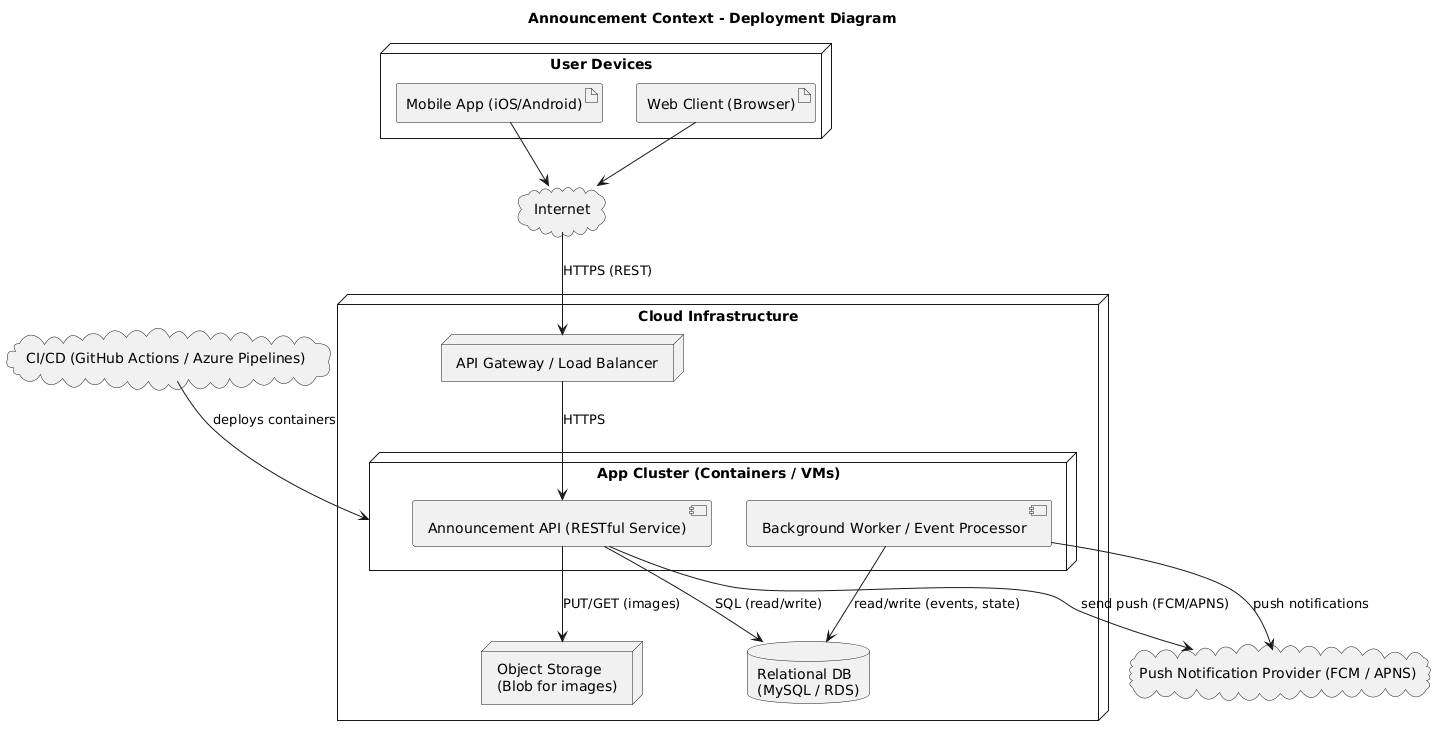 Announcement Context - Deployment Diagram
User Devices
Mobile App (iOS/Android)
Web Client (Browser)
Internet
HTTPS (REST)
Cloud Infrastructure
CI/CD (GitHub Actions / Azure Pipelines)
API Gateway / Load Balancer
deploys containers
HTTPS
App Cluster (Containers / VMs)
Announcement API (RESTful Service)
Background Worker / Event Processor
PUT/GET (images)
SQL (read/write)
read/write (events, state)
send push (FCM/APNS)
push notifications
Object Storage
(Blob for images)
Relational DB
(MySQL / RDS)
Push Notification Provider (FCM / APNS)